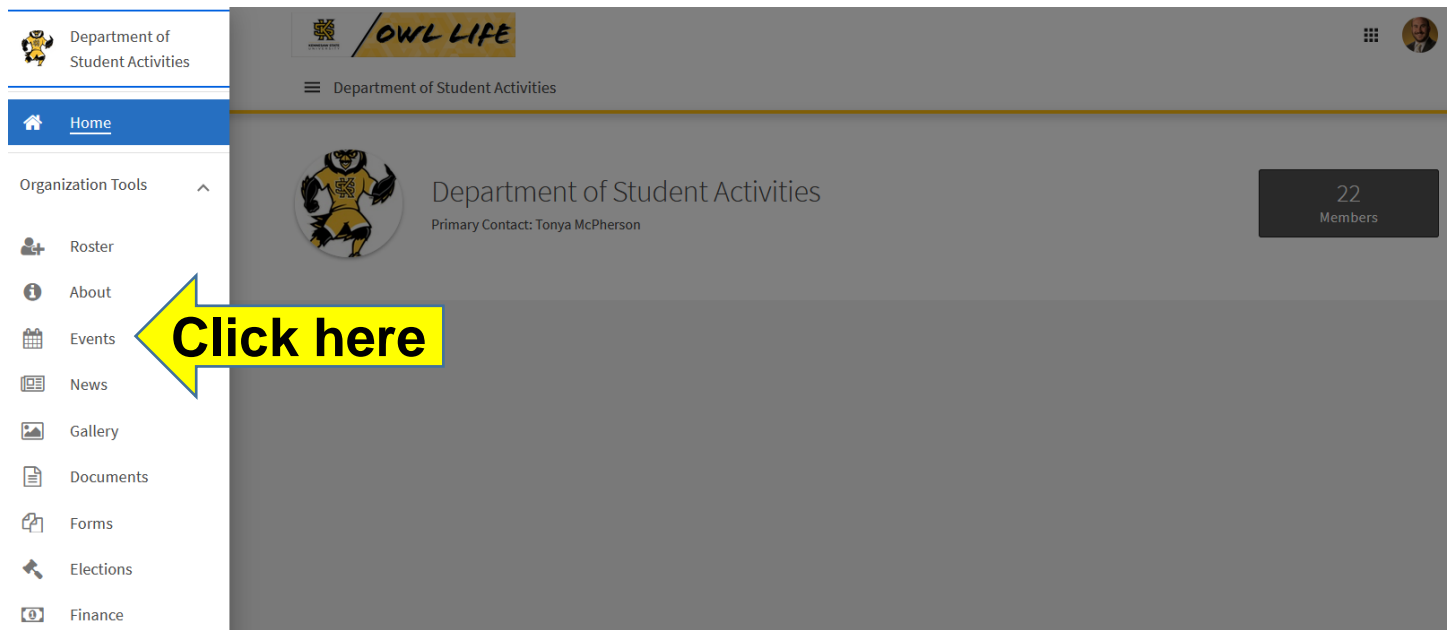 Department of
Student Activities
Home
Organization Tools
Roster
About
Events
News
Gallery
Documents
Forms
Elections
Finance
Click here
OWL LIFE
Department of Student Activities
Department of Student Activities
Primary Contact: Tonya McPherson
22
Members